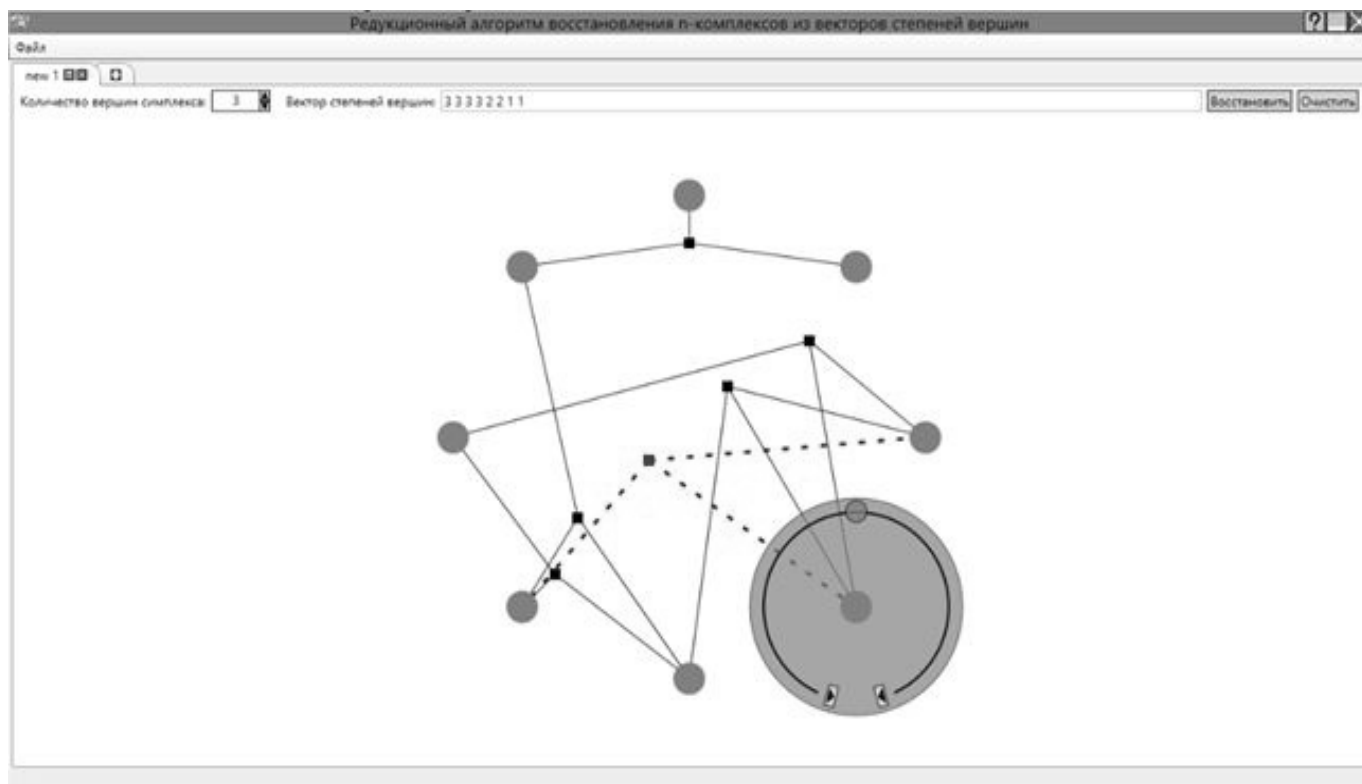 Редукционный алгоритм восстановления n-комплексов из векторов степеней вершин
Файл
new 1
Количество вершин симплекса: 3 Вектор степеней вершин: 3 3 3 3 2 2 1 1 Восстановить Очистить